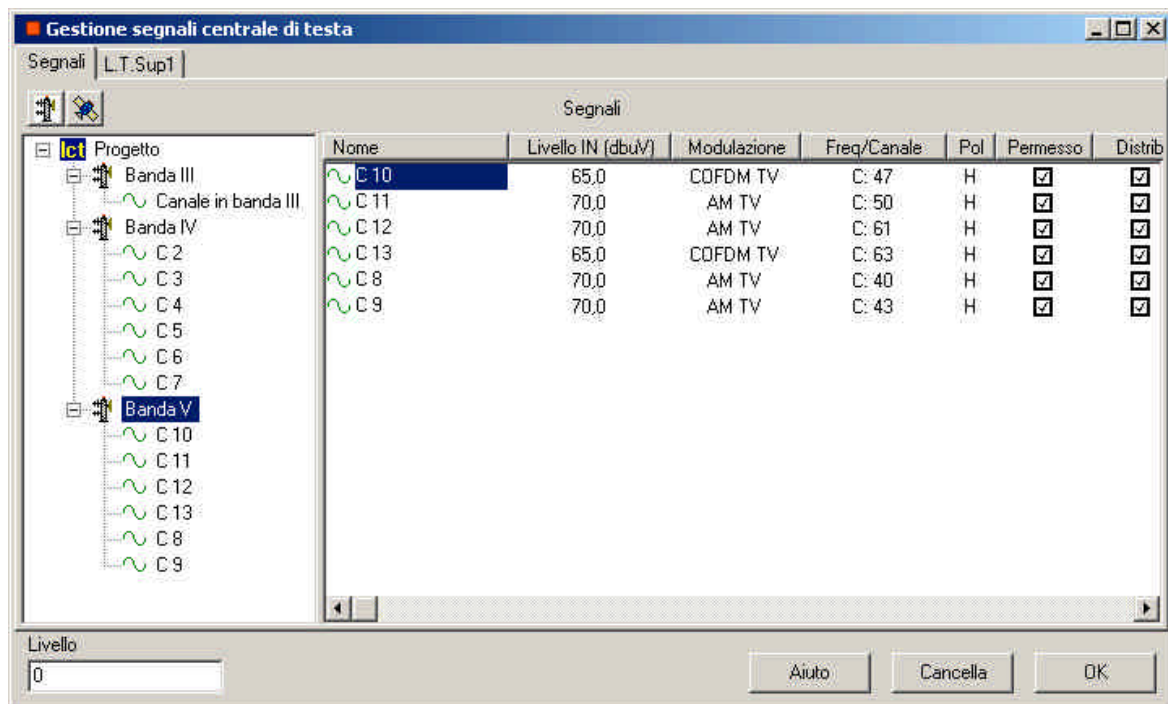 Gestione segnali centrale di testa
Segnali L.T.Sup1
Segnali
Ict Progetto
Banda III
Canale in banda III
Banda IV
C 2
C 3
C 4
C 5
C 6
C 7
Banda V
C 10
C 11
C 12
C 13
C 8
C 9
Nome Livello IN (dbuV) Modulazione Freq/Canale Pol Permesso Distrib
C 10 65,0 COFDM TV C: 47 H
C 11 70,0 AM TV C: 50 H
C 12 70,0 AM TV C: 61 H
C 13 65,0 COFDM TV C: 63 H
C 8 70,0 AM TV C: 40 H
C 9 70,0 AM TV C: 43 H
Livello
0
Aiuto Cancella OK